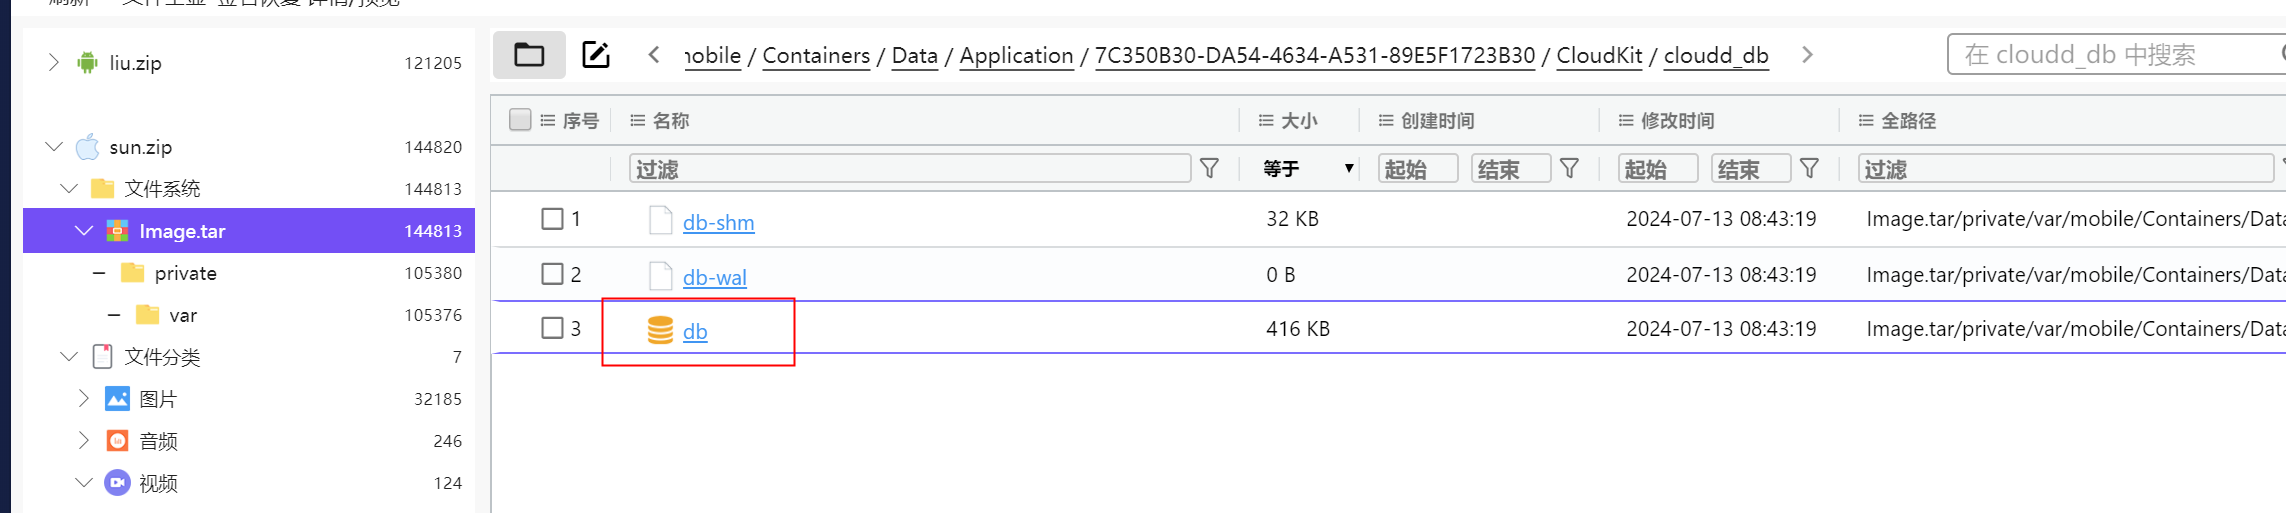 liu.zip 121205
sun.zip 144820
文件系统 144813
Image.tar 144813
private 105380
var 105376
文件分类 7
图片 32185
音频 246
视频 124
/ Containers / Data / Application / 7C350B30-DA54-4634-A531-89E5F1723B30 / CloudKit / cloudd_db
在 cloudd_db 中搜索
序号 名称 大小 创建时间 修改时间 全路径
过滤 等于 起始 结束 起始 结束 过滤
1 db-shm 32 KB 2024-07-13 08:43:19 Image.tar/private/var/mobile/Containers/Data
2 db-wal 0 B 2024-07-13 08:43:19 Image.tar/private/var/mobile/Containers/Data
3 db 416 KB 2024-07-13 08:43:19 Image.tar/private/var/mobile/Containers/Data